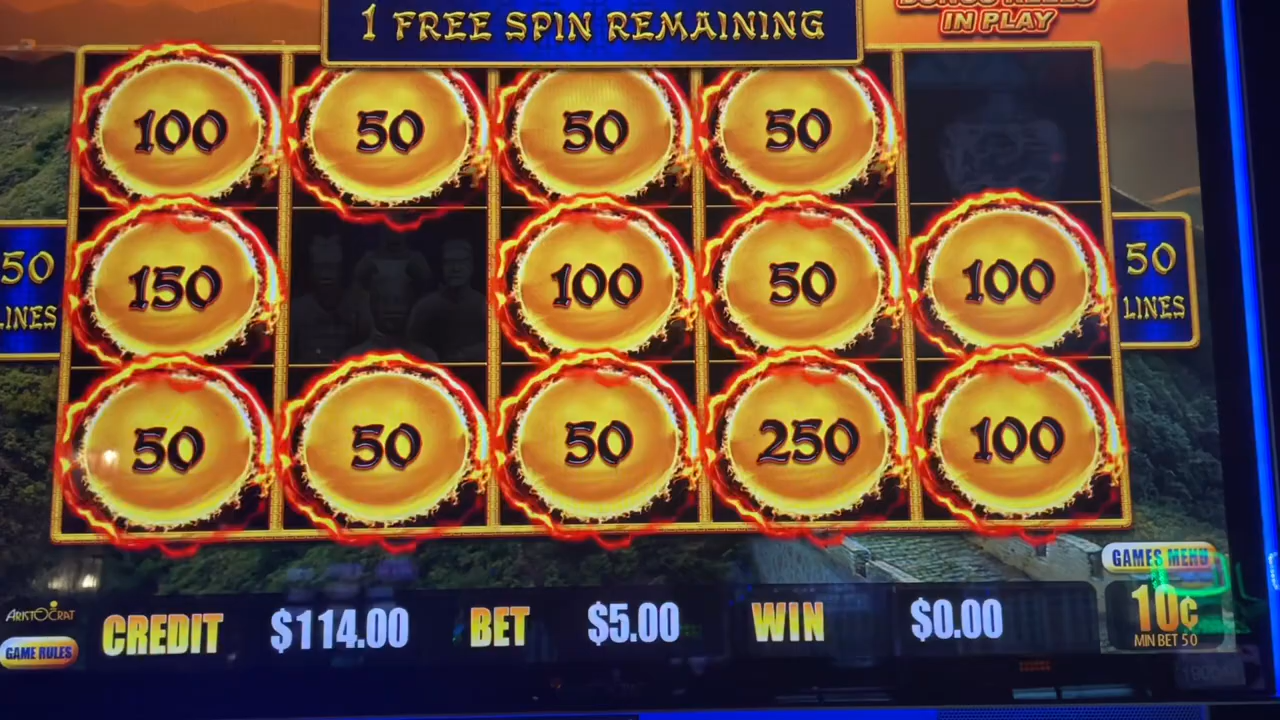 1 FREE SPIN REMAINING
BONUS REELS
IN PLAY
100 50 50 50
150 100 50 100
50 50 50 250 100
50
LINES
50
LINES
GAMES MENU
ARISTOCRAT
GAME RULES
CREDIT $114.00 BET $5.00 WIN $0.00
10¢
MIN BET 50